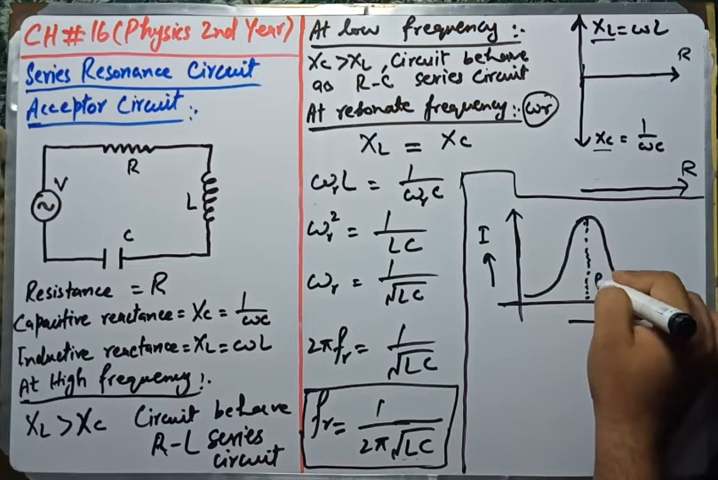 CH#16 (Physics 2nd Year)
Series Resonance Circuit
Acceptor Circuit:.
R
V
L
C
Resistance = R
Capacitive reactance = Xc = 1/ωc
Inductive reactance = XL = ωL
At High frequency:.
XL > Xc Circuit behave
R-L series
circuit
At low frequency:.
Xc > XL, Circuit behave
as R-C series Circuit
At resonate frequency: ωr
XL = Xc
ωrL = 1/ωrc
ωr² = 1/LC
ωr = 1/√LC
2πfr = 1/√LC
fr = 1/2π√LC
XL = ωL
R
Xc = 1/ωc
R
I